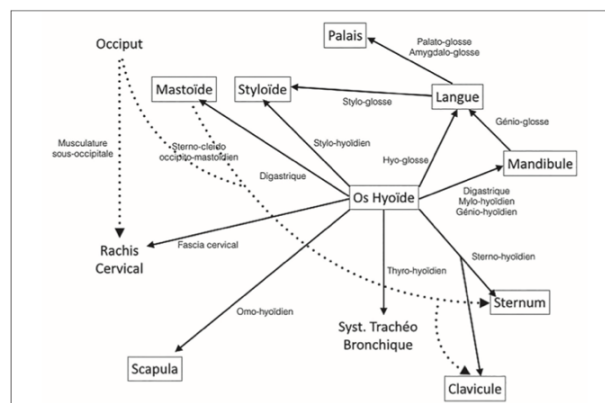 Palais
Occiput
Palato-glosse
Amygdalo-glosse
Mastoïde
Styloïde
Langue
Stylo-glosse
Génio-glosse
Musculature
sous-occipitale
Sterno-cleido
occipito-mastoïdien
Stylo-hyoïdien
Hyo-glosse
Mandibule
Digastrique
Os Hyoïde
Digastrique
Mylo-hyoïdien
Génio-hyoïdien
Rachis
Cervical
Fascia cervical
Sterno-hyoïdien
Thyro-hyoïdien
Sternum
Omo-hyoïdien
Syst. Trachéo
Bronchique
Scapula
Clavicule